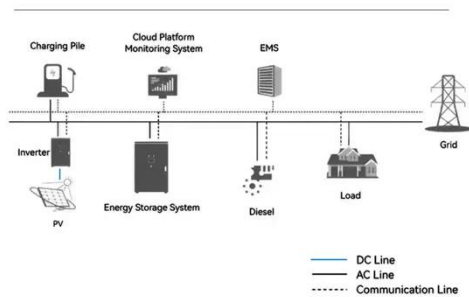 Charging Pile
Cloud Platform
Monitoring System
EMS
Grid
Inverter
PV
Energy Storage System
Diesel
Load
DC Line
AC Line
Communication Line